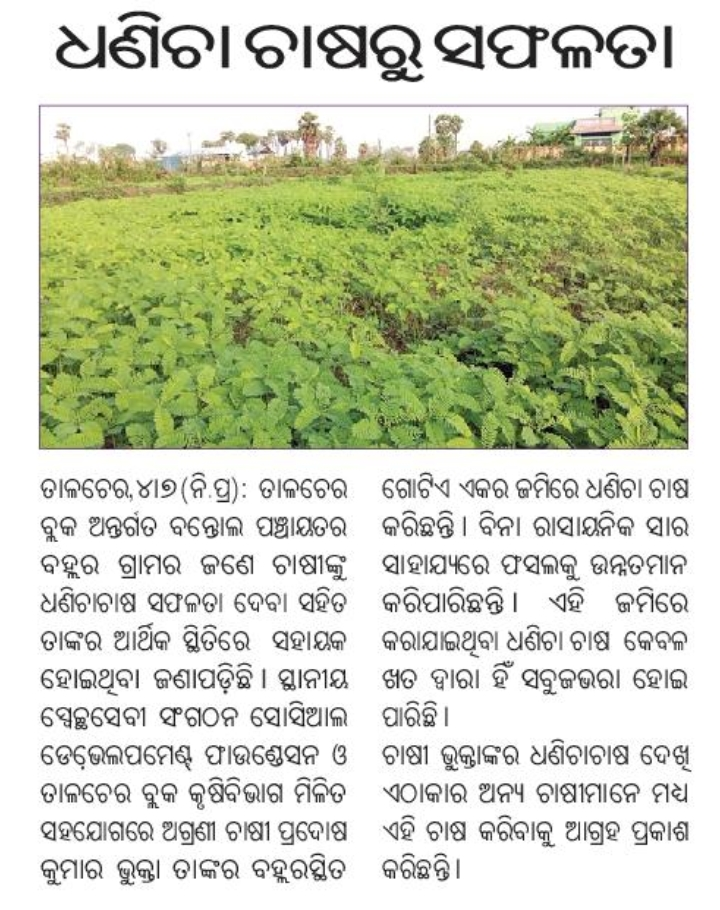 ଧଣିଚା ଚାଷରୁ ସଫଳତା
ତାଳଚେର,୪।୭(ନି.ପ୍ର): ତାଳଚେର
ବ୍ଲକ ଅନ୍ତର୍ଗତ ବନ୍ତୋଲ ପଞ୍ଚାୟତର
ବହ୍ଲର ଗ୍ରାମର ଜଣେ ଚାଷୀଙ୍କୁ
ଧଣିଚାଚାଷ ସଫଳତା ଦେବା ସହିତ
ତାଙ୍କର ଆର୍ଥିକ ସ୍ଥିତିରେ ସହାୟକ
ହୋଇଥିବା ଜଣାପଡ଼ିଛି । ସ୍ଥାନୀୟ
ସ୍ବେଚ୍ଛସେବୀ ସଂଗଠନ ସୋସିଆଲ
ଡେଭେ୍ଲପମେଣ୍ଟ ଫାଉଣ୍ଡେସନ ଓ
ତାଳଚେର ବ୍ଲକ କୃଷିବିଭାଗ ମିଳିତ
ସହଯୋଗରେ ଅଗ୍ରଣୀ ଚାଷୀ ପ୍ରଦୋଷ
କୁମାର ଭୁକ୍ତା ତାଙ୍କର ବହ୍ଲରସ୍ଥିତ
ଗୋଟିଏ ଏକର ଜମିରେ ଧଣିଚା ଚାଷ
କରିଛନ୍ତି । ବିନା ରାସାୟନିକ ସାର
ସାହାଯ୍ୟରେ ଫସଲକୁ ଉନ୍ନତମାନ
କରିପାରିଛନ୍ତି । ଏହି ଜମିରେ
କରାଯାଇଥିବା ଧଣିଚା ଚାଷ କେବଳ
ଖତ ଦ୍ୱାରା ହିଁ ସବୁଜଭରା ହୋଇ
ପାରିଛି ।
ଚାଷୀ ଭୁକ୍ତାଙ୍କର ଧଣିଚାଚାଷ ଦେଖି
ଏଠାକାର ଅନ୍ୟ ଚାଷୀମାନେ ମଧ୍ୟ
ଏହି ଚାଷ କରିବାକୁ ଆଗ୍ରହ ପ୍ରକାଶ
କରିଛନ୍ତି ।